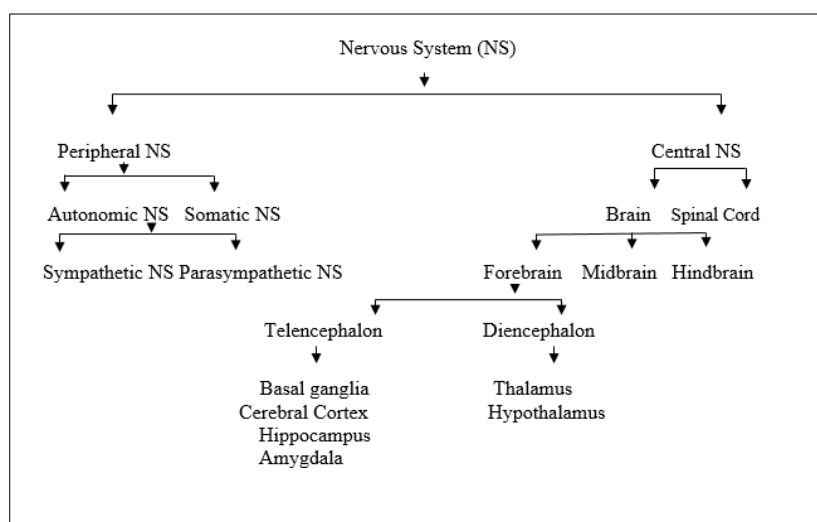 Nervous System (NS)
Peripheral NS Central NS
Autonomic NS Somatic NS Brain Spinal Cord
Sympathetic NS Parasympathetic NS Forebrain Midbrain Hindbrain
Telencephalon Diencephalon
Basal ganglia Thalamus
Cerebral Cortex Hypothalamus
Hippocampus
Amygdala